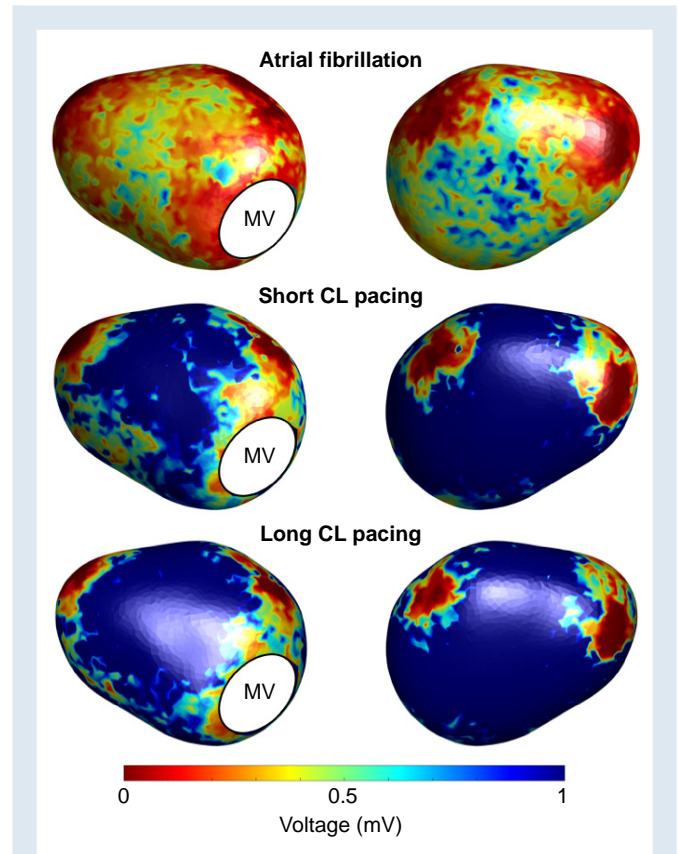 Atrial fibrillation
MV
Short CL pacing
MV
Long CL pacing
MV
0 0.5 1
Voltage (mV)